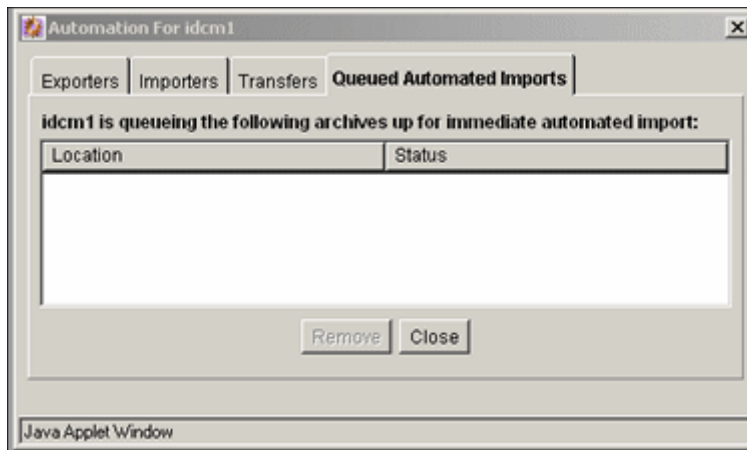 Automation For idcm1
Exporters Importers Transfers Queued Automated Imports
idcm1 is queueing the following archives up for immediate automated import:
Location Status
Remove Close
Java Applet Window